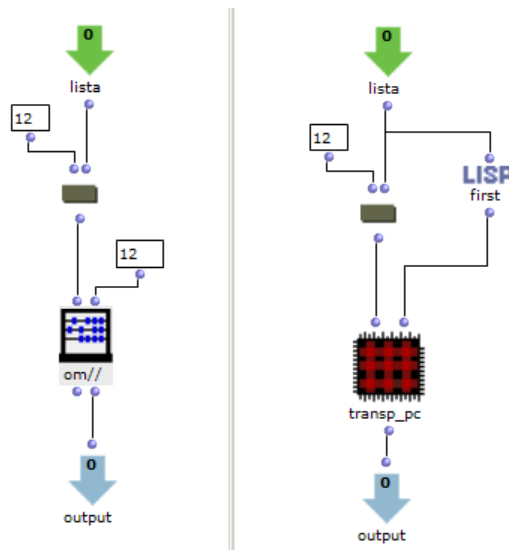 0
lista
12
12
om//
0
output
0
lista
12
LISP
first
transp_pc
0
output